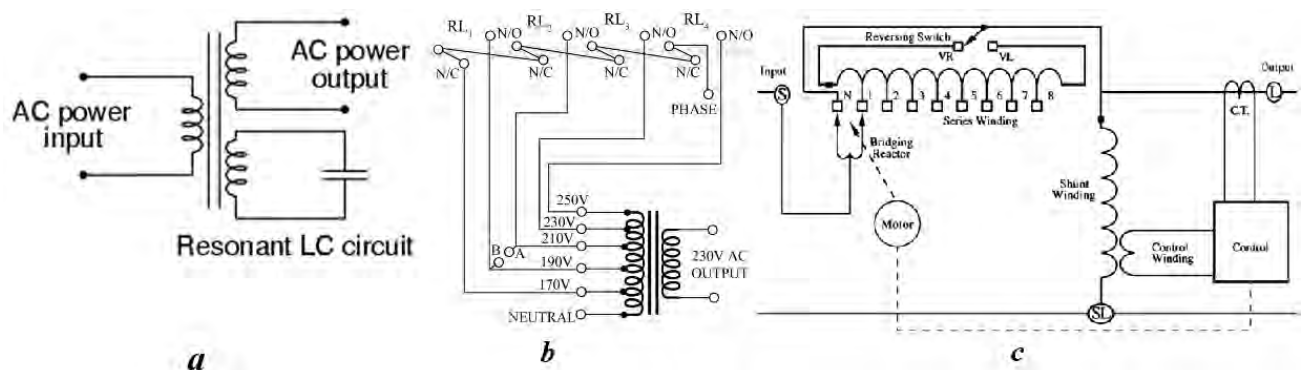 AC power
output
AC power
input
Resonant LC circuit
a
RL1 N/O RL2 N/O RL3 N/O RL4 N/O
N/C N/C N/C N/C
PHASE
250V
230V
210V
B A
190V
170V
NEUTRAL
230V AC
OUTPUT
b
Reversing Switch
VR VL
Input
S
N 1 2 3 4 5 6 7 8
Series Winding
Bridging
Reactor
Motor
Output
L
C.T.
Shunt
Winding
Control
Winding
Control
SL
c